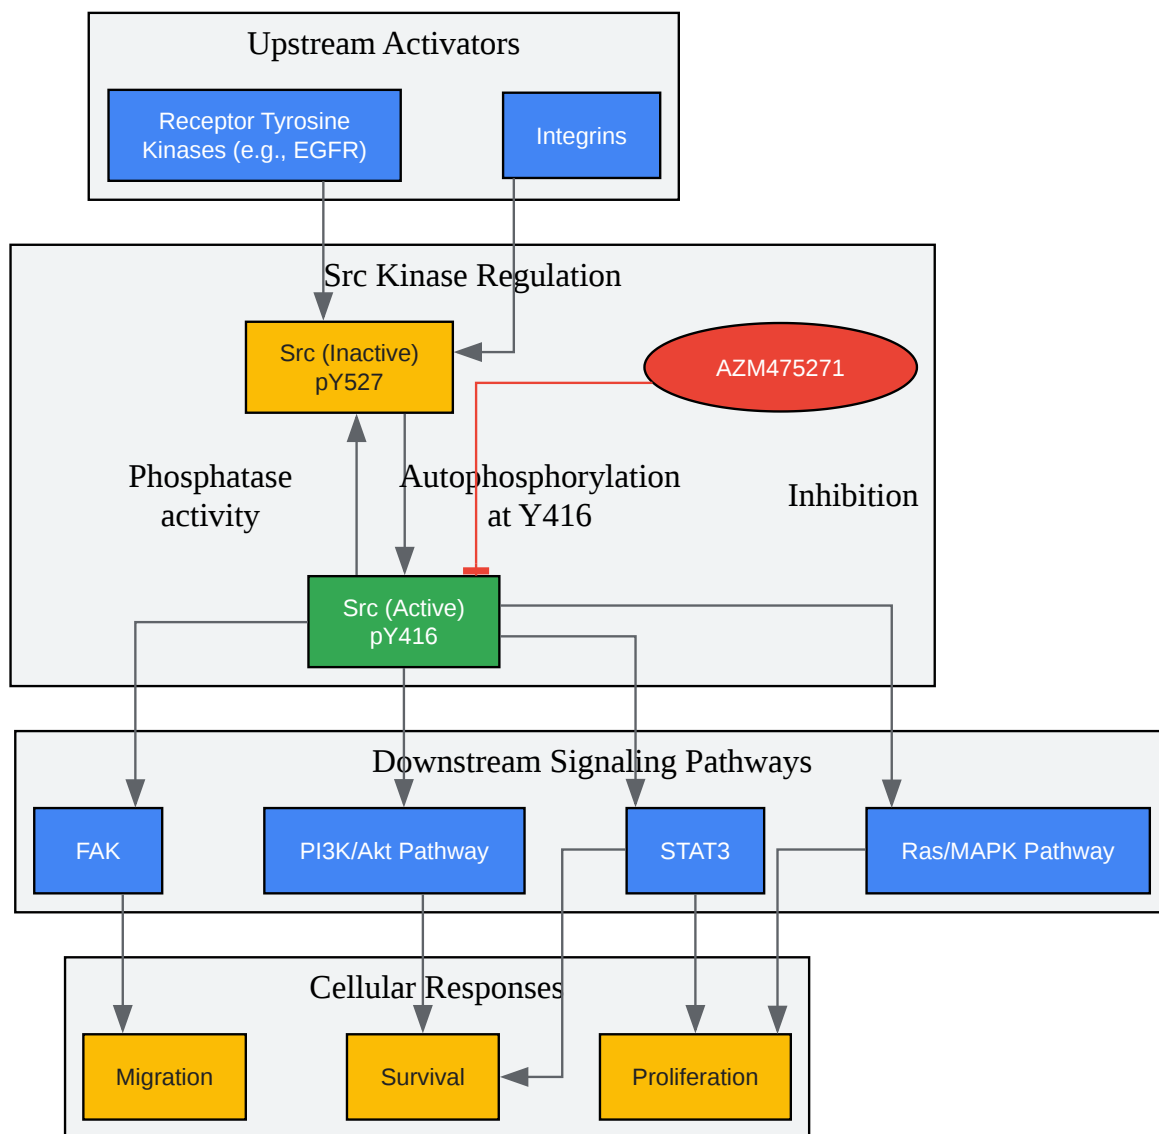 Upstream Activators
Receptor Tyrosine
Kinases (e.g., EGFR)
Integrins
Src Kinase Regulation
Src (Inactive)
pY527
AZM475271
Phosphatase
activity
Autophosphorylation
at Y416
Inhibition
Src (Active)
pY416
Downstream Signaling Pathways
FAK
PI3K/Akt Pathway
STAT3
Ras/MAPK Pathway
Cellular Responses
Migration
Survival
Proliferation